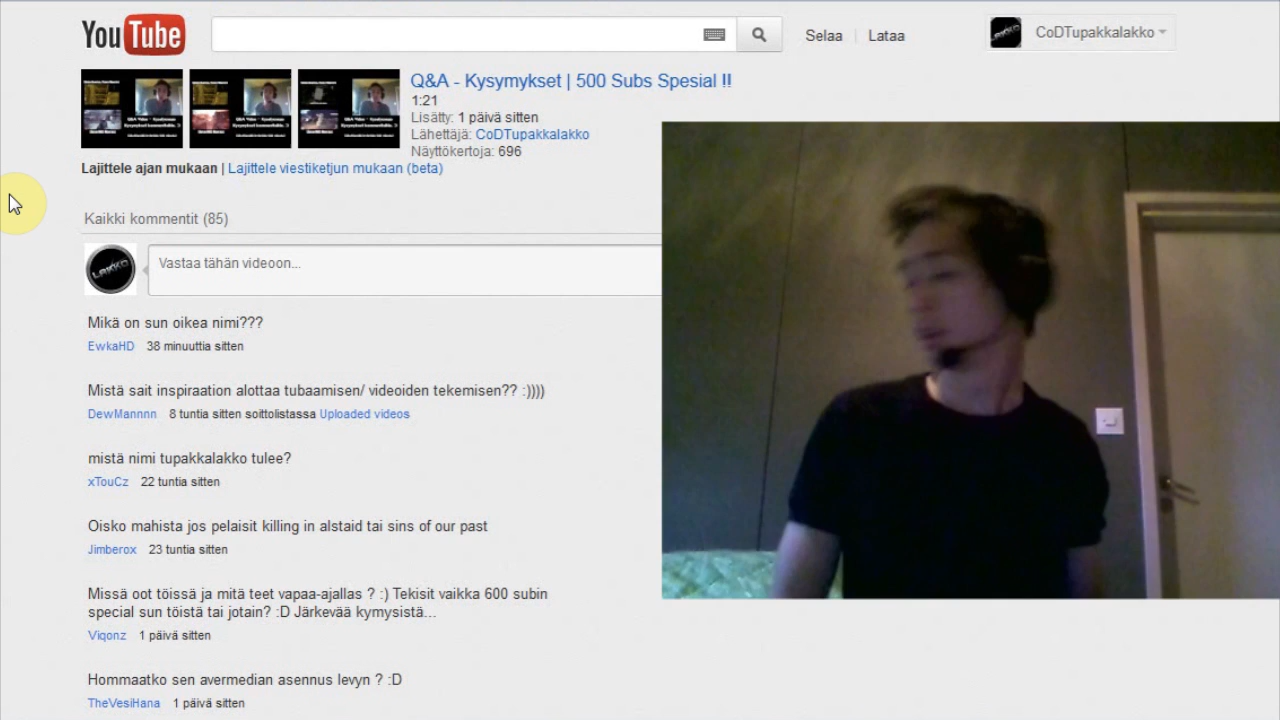 YouTube
Selaa
Lataa
CoDTupakkalakko
Q&A - Kysymykset | 500 Subs Spesial !!
1:21
Lisätty: 1 päivä sitten
Lähettäjä: CoDTupakkalakko
Näyttökertoja: 696
Lajittele ajan mukaan | Lajittele viestiketjun mukaan (beta)
Kaikki kommentit (85)
LAKKO
Vastaa tähän videoon...
Mikä on sun oikea nimi???
EwkaHD 38 minuuttia sitten
Mistä sait inspiraation alottaa tubaamisen/ videoiden tekemisen?? :))))
DewMannnn 8 tuntia sitten soittolistassa Uploaded videos
mistä nimi tupakkalakko tulee?
xTouCz 22 tuntia sitten
Oisko mahista jos pelaisit killing in alstaid tai sins of our past
Jimberox 23 tuntia sitten
Missä oot töissä ja mitä teet vapaa-ajallas ? :) Tekisit vaikka 600 subin
special sun töistä tai jotain? :D Järkevää kymysistä...
Viqonz 1 päivä sitten
Hommaatko sen avermedian asennus levyn ? :D
TheVesiHana 1 päivä sitten